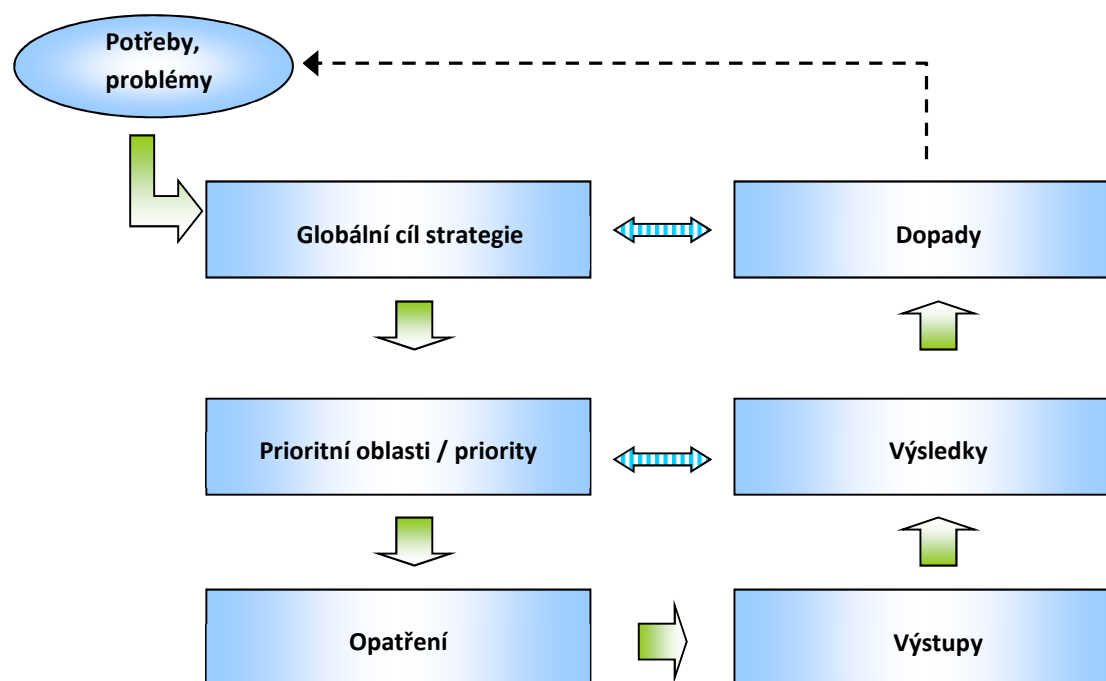 Potřeby,
problémy
Globální cíl strategie
Dopady
Prioritní oblasti / priority
Výsledky
Opatření
Výstupy